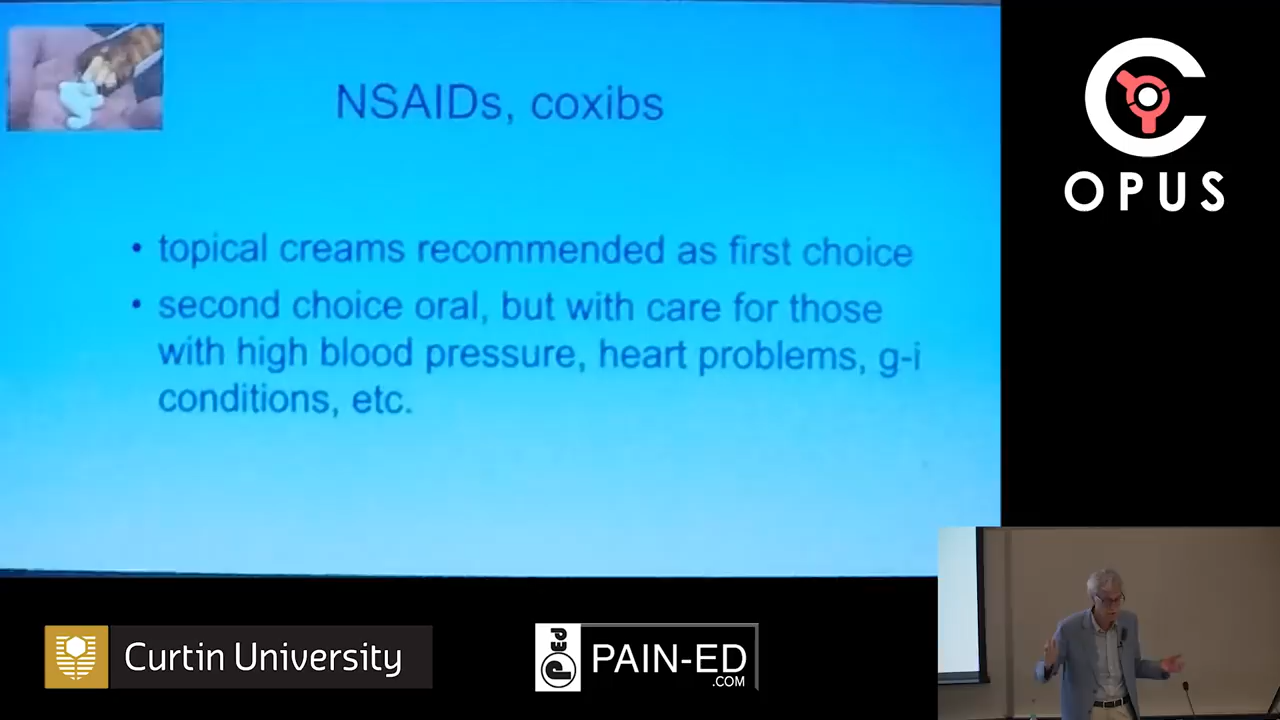 NSAIDs, coxibs
• topical creams recommended as first choice
• second choice oral, but with care for those
with high blood pressure, heart problems, g-i
conditions, etc.
OPUS
Curtin University
Ped
PAIN-ED
.COM